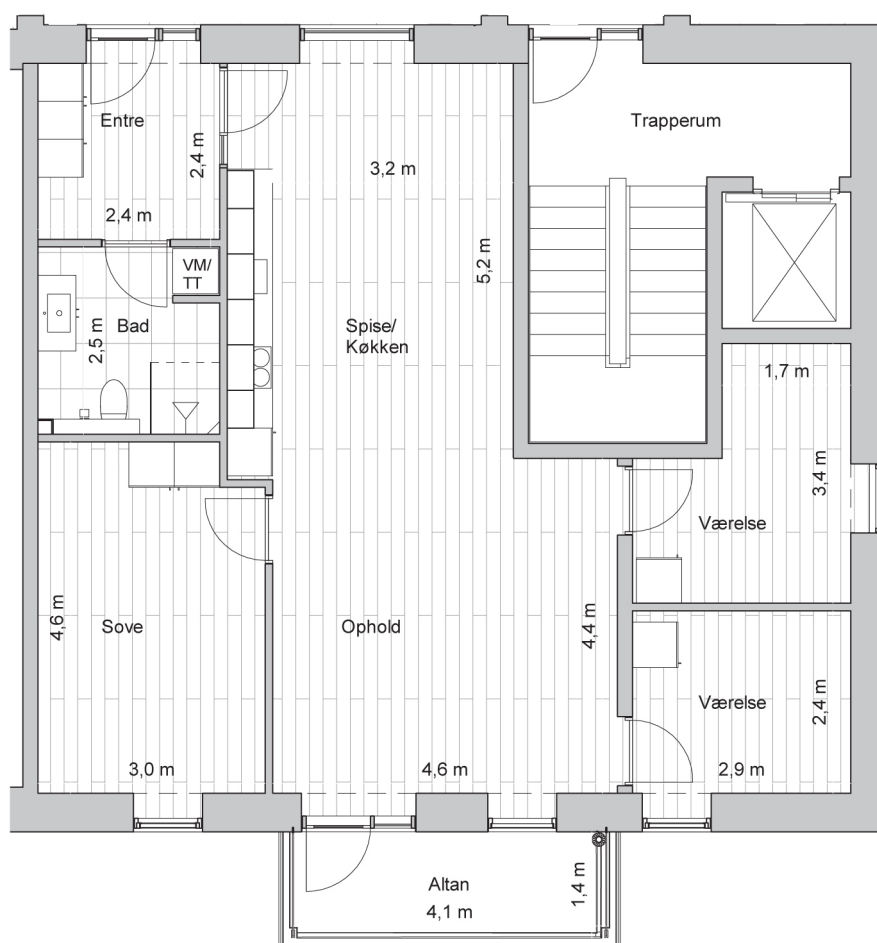 Entre
2,4 m
2,4 m
3,2 m
Trapperum
5,2 m
VM/
TT
Bad
2,5 m
Spise/
Køkken
1,7 m
3,4 m
Værelse
4,6 m
Sove
3,0 m
Ophold
4,4 m
4,6 m
Værelse
2,4 m
2,9 m
Altan
4,1 m
1,4 m